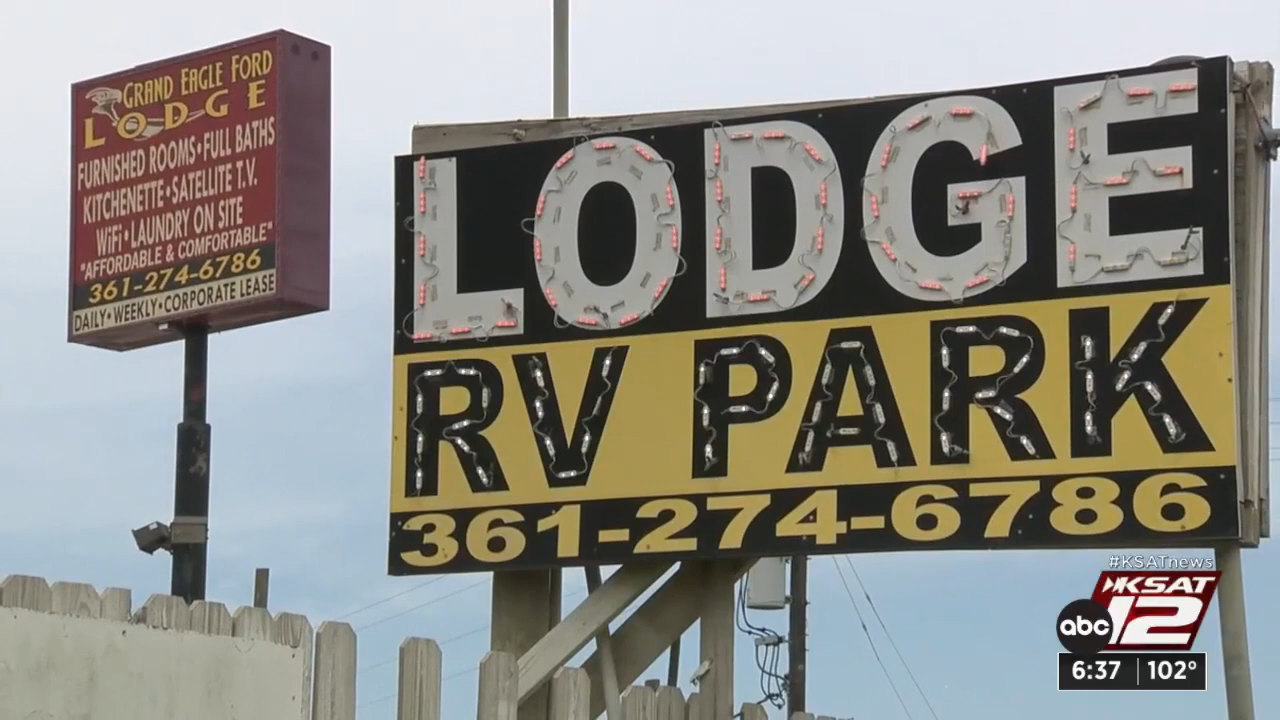 GRAND EAGLE FORD
LODGE
FURNISHED ROOMS•FULL BATHS
KITCHENETTE•SATELLITE T.V.
WiFi•LAUNDRY ON SITE
"AFFORDABLE & COMFORTABLE"
361-274-6786
DAILY•WEEKLY•CORPORATE LEASE
LODGE
RV PARK
361-274-6786
#KSATnews
KSAT
abc 12
6:37 102°